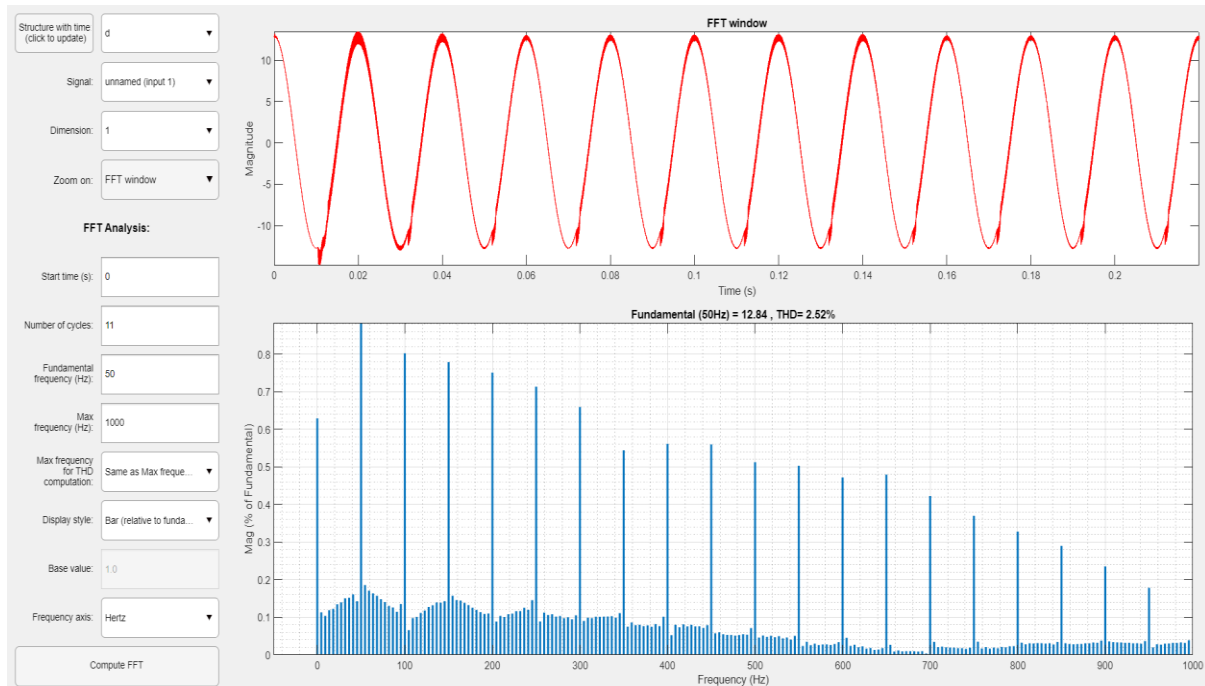 Structure with time
(click to update)
d
Signal:
unnamed (input 1)
Dimension:
1
Zoom on:
FFT window
FFT Analysis:
Start time (s):
0
Number of cycles:
11
Fundamental
frequency (Hz):
50
Max
frequency (Hz):
1000
Max frequency
for THD
computation:
Same as Max freque...
Display style:
Bar (relative to funda...
Base value:
1.0
Frequency axis:
Hertz
Compute FFT
FFT window
10
5
0
-5
-10
Magnitude
0
0.02
0.04
0.06
0.08
0.1
0.12
0.14
0.16
0.18
0.2
Time (s)
Fundamental (50Hz) = 12.84 , THD= 2.52%
0.8
0.7
0.6
0.5
0.4
0.3
0.2
0.1
0
Mag (% of Fundamental)
0
100
200
300
400
500
600
700
800
900
1000
Frequency (Hz)